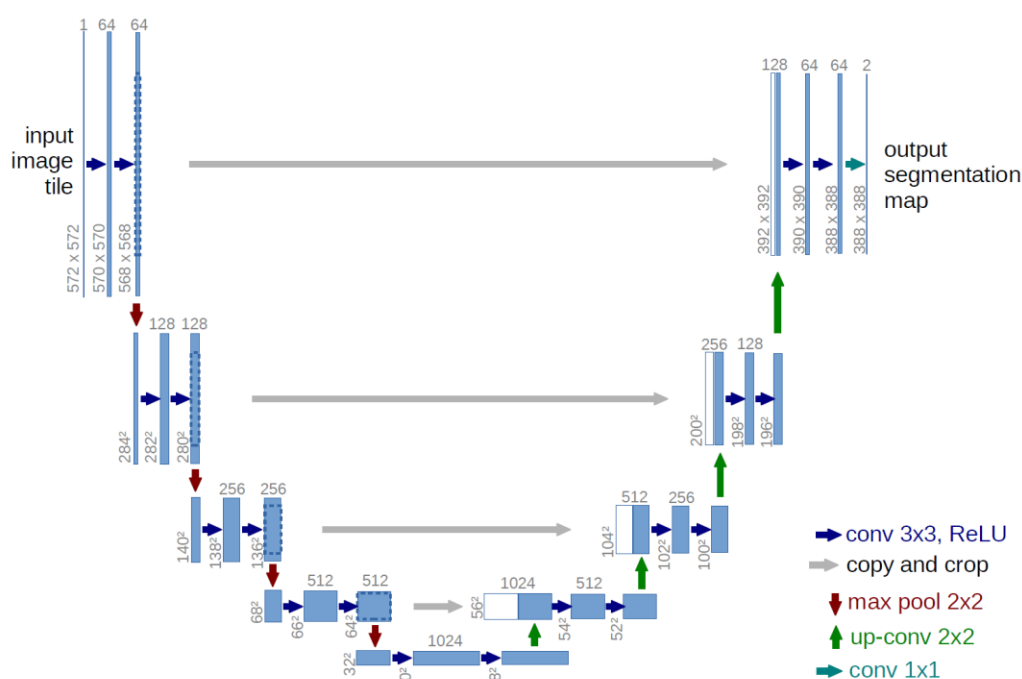 1 64 64
input
image
tile
572 x 572
570 x 570
568 x 568
128 64 64 2
output
segmentation
map
392 x 392
390 x 390
388 x 388
388 x 388
128 128
284²
282²
280²
256 128
200²
198²
196²
256 256
140²
138²
136²
512 256
104²
102²
100²
512 512
68²
66²
64²
1024 512
56²
54²
52²
1024
32²
conv 3x3, ReLU
copy and crop
max pool 2x2
up-conv 2x2
conv 1x1